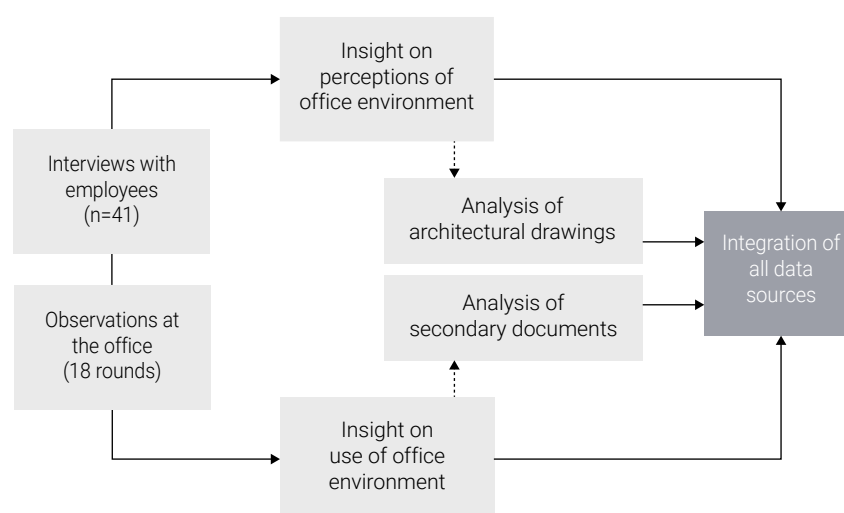 Insight on
perceptions of
office environment
Interviews with
employees
(n=41)
Analysis of
architectural drawings
Integration of
all data
sources
Observations at
the office
(18 rounds)
Analysis of
secondary documents
Insight on
use of office
environment